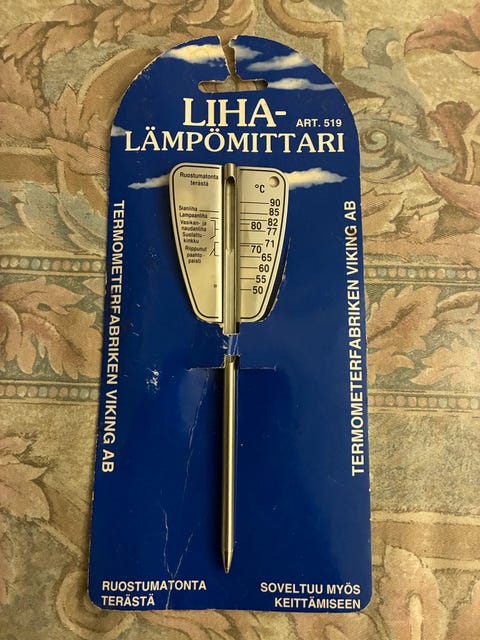 LIHA-
ART. 519
LÄMPÖMITTARI
Ruostumatonta
terästä
°C
Sianliha
Lampaanliha
Vasikan- ja
naudanliha
Suolattu
kinkku
Riippunut
paahto-
paisti
90
85
82
80
77
71
70
65
60
55
50
TERMOMETERFABRIKEN VIKING AB
TERMOMETERFABRIKEN VIKING AB
RUOSTUMATONTA
TERÄSTÄ
SOVELTUU MYÖS
KEITTÄMISEEN